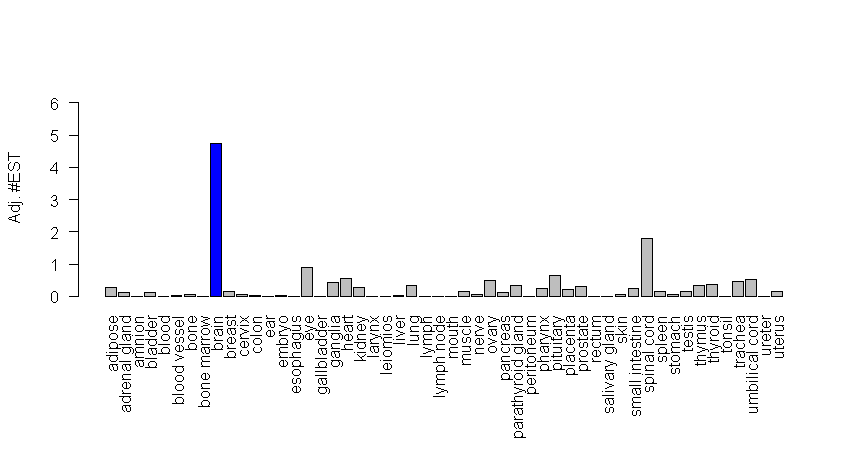 Adj. #EST
6
5
4
3
2
1
0
adipose
adrenal gland
amnion
bladder
blood
blood vessel
bone
bone marrow
brain
breast
cervix
colon
ear
embryo
esophagus
eye
gallbladder
ganglia
heart
kidney
larynx
leiomios
liver
lung
lymph
lymph node
mouth
muscle
nerve
ovary
pancreas
parathyroid gland
peritoneum
pharynx
pituitary
placenta
prostate
rectum
salivary gland
skin
small intestine
spinal cord
spleen
stomach
testis
thymus
thyroid
tonsil
trachea
umbilical cord
ureter
uterus